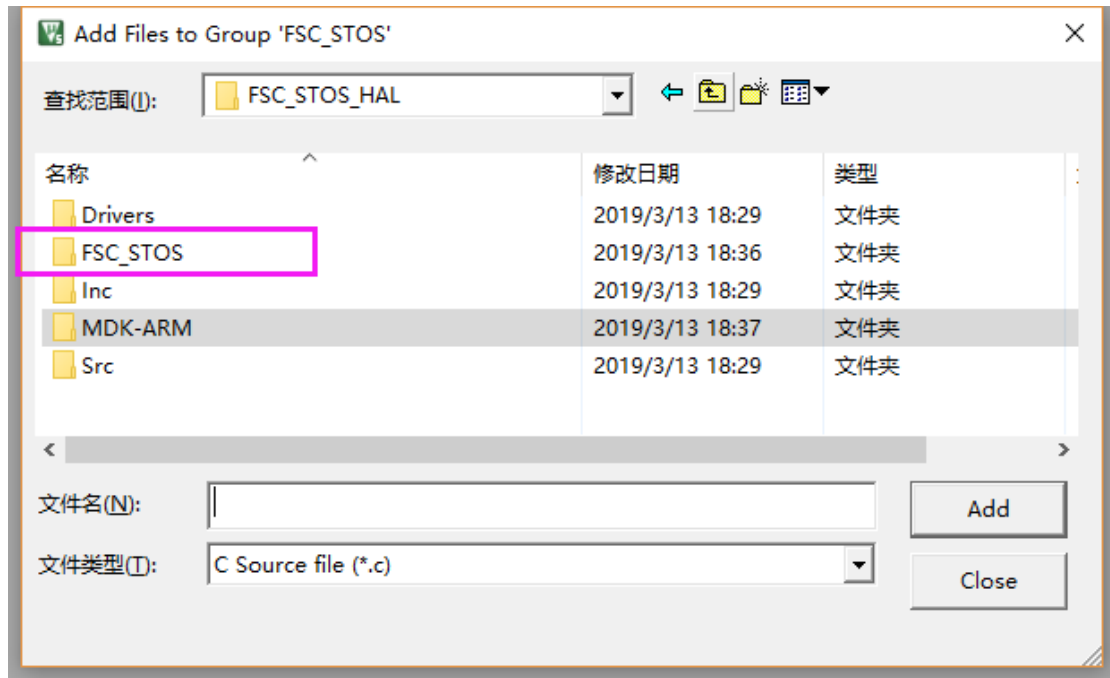 Add Files to Group 'FSC_STOS'
查找范围(I): FSC_STOS_HAL
名称 修改日期 类型
Drivers 2019/3/13 18:29 文件夹
FSC_STOS 2019/3/13 18:36 文件夹
Inc 2019/3/13 18:29 文件夹
MDK-ARM 2019/3/13 18:37 文件夹
Src 2019/3/13 18:29 文件夹
文件名(N): Add
文件类型(T): C Source file (*.c) Close